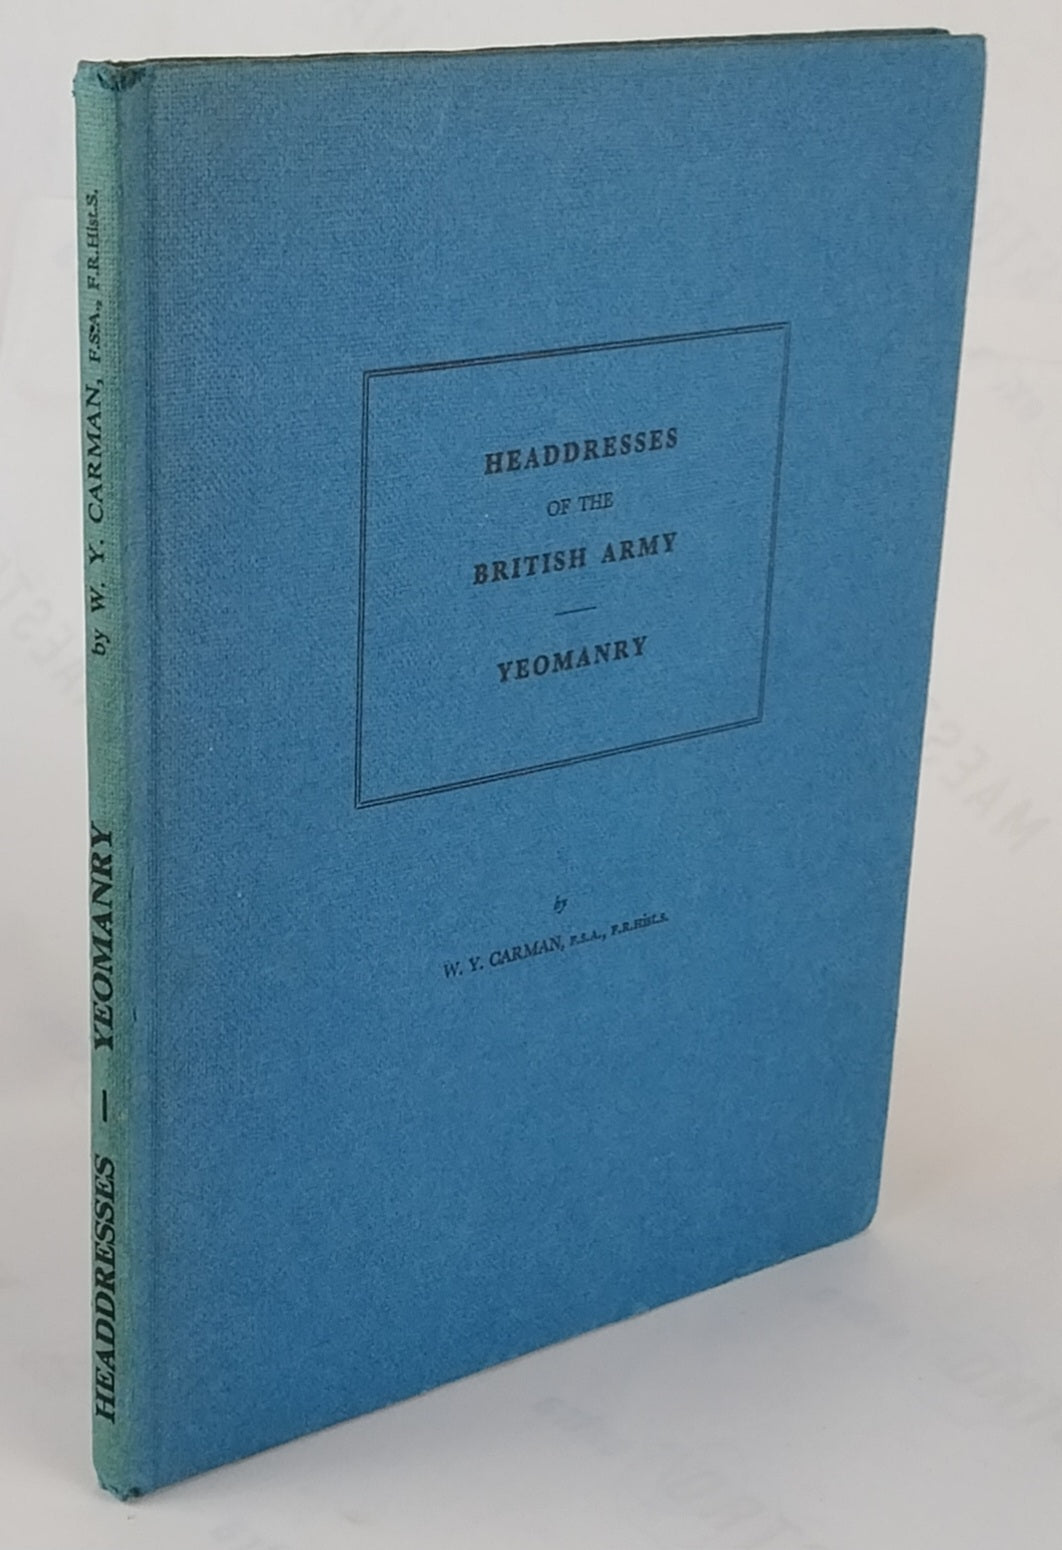 HEADDRESSES
OF THE
BRITISH ARMY
YEOMANRY
by
W. Y. CARMAN, F.S.A., F.R.Hist.S.
HEADDRESSES — YEOMANRY by W. Y. CARMAN, F.S.A., F.R.Hist.S.